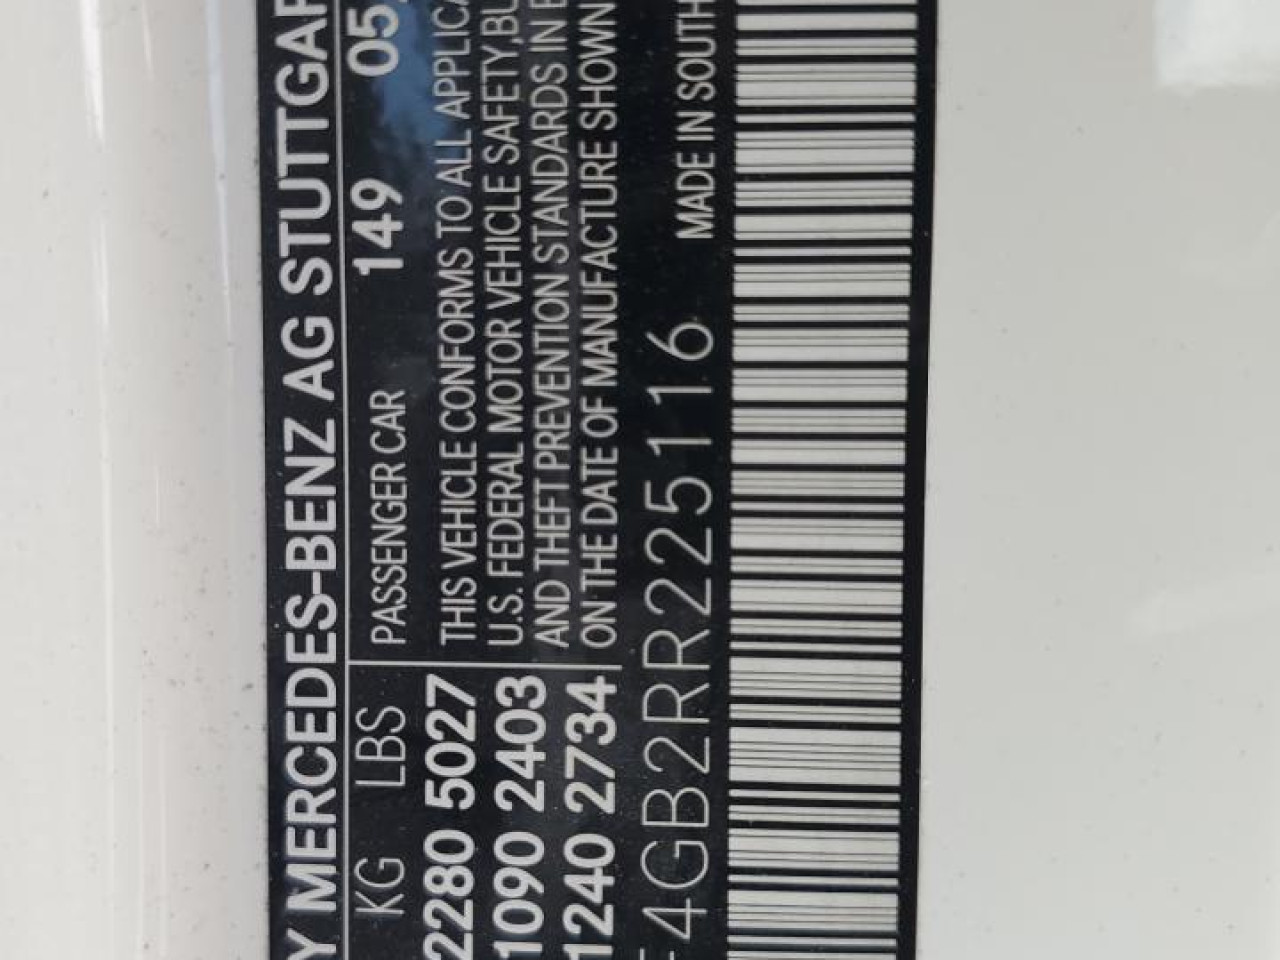 Y MERCEDES-BENZ AG STUTTGAR
KG LBS PASSENGER CAR 149 05
2280 5027 THIS VEHICLE CONFORMS TO ALL APPLICA
1090 2403 U.S. FEDERAL MOTOR VEHICLE SAFETY,BU
1240 2734 AND THEFT PREVENTION STANDARDS IN E
ON THE DATE OF MANUFACTURE SHOWN
MADE IN SOUTH
4GB2RR225116